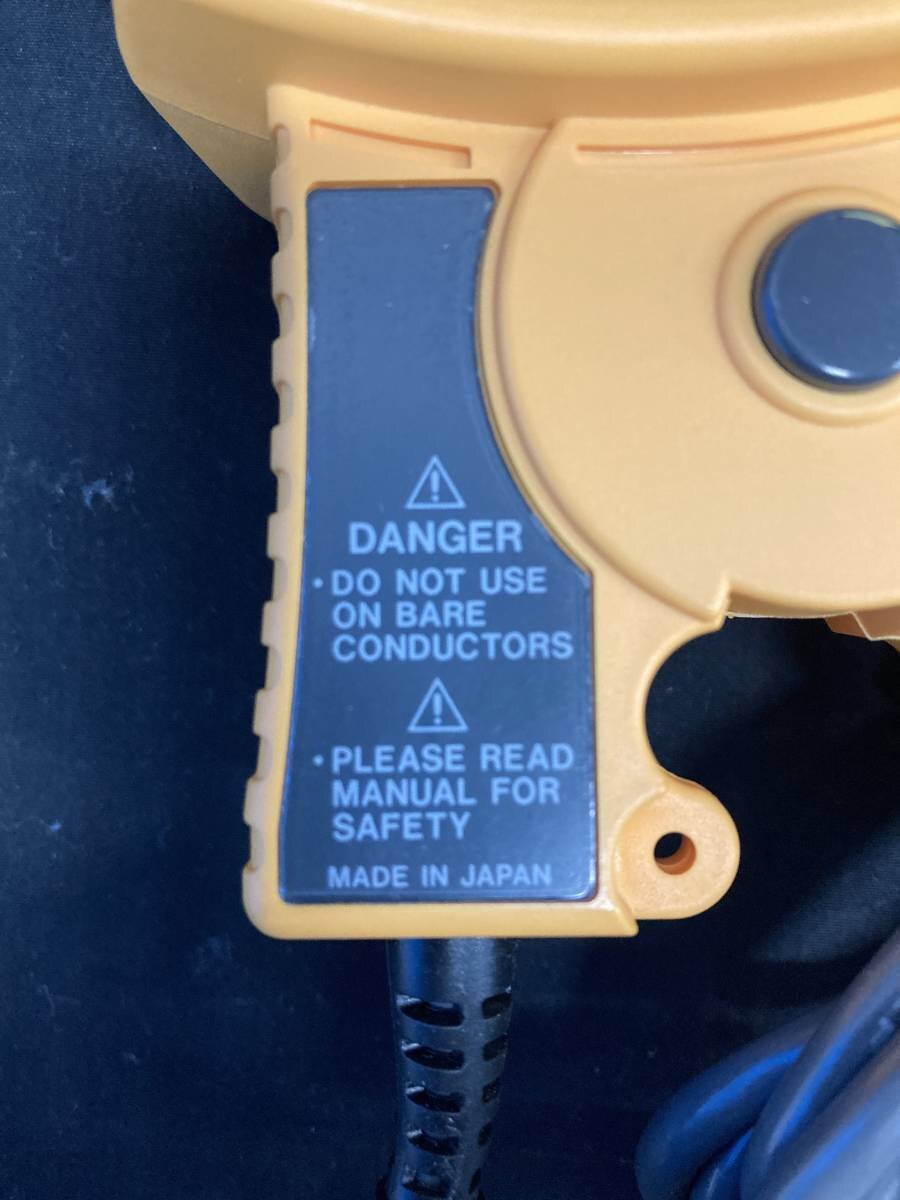 DANGER
・DO NOT USE
ON BARE
CONDUCTORS
・PLEASE READ
MANUAL FOR
SAFETY
MADE IN JAPAN